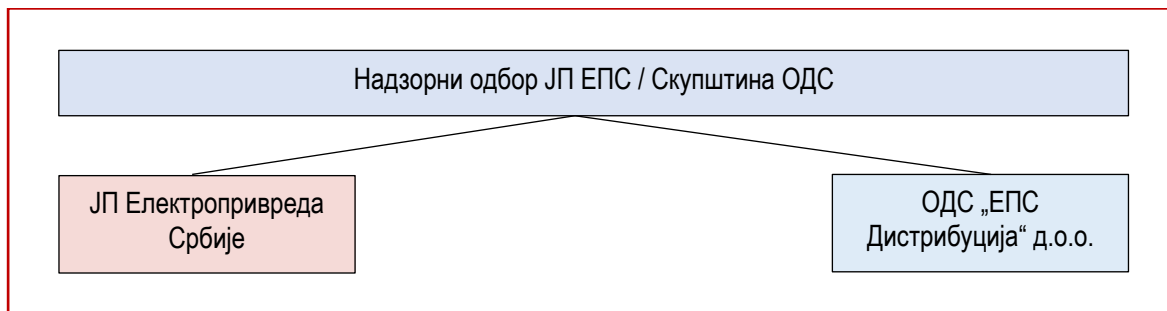 Надзорни одбор ЈП ЕПС / Скупштина ОДС
ЈП Електропривреда
Србије
ОДС „ЕПС
Дистрибуција“ д.о.о.